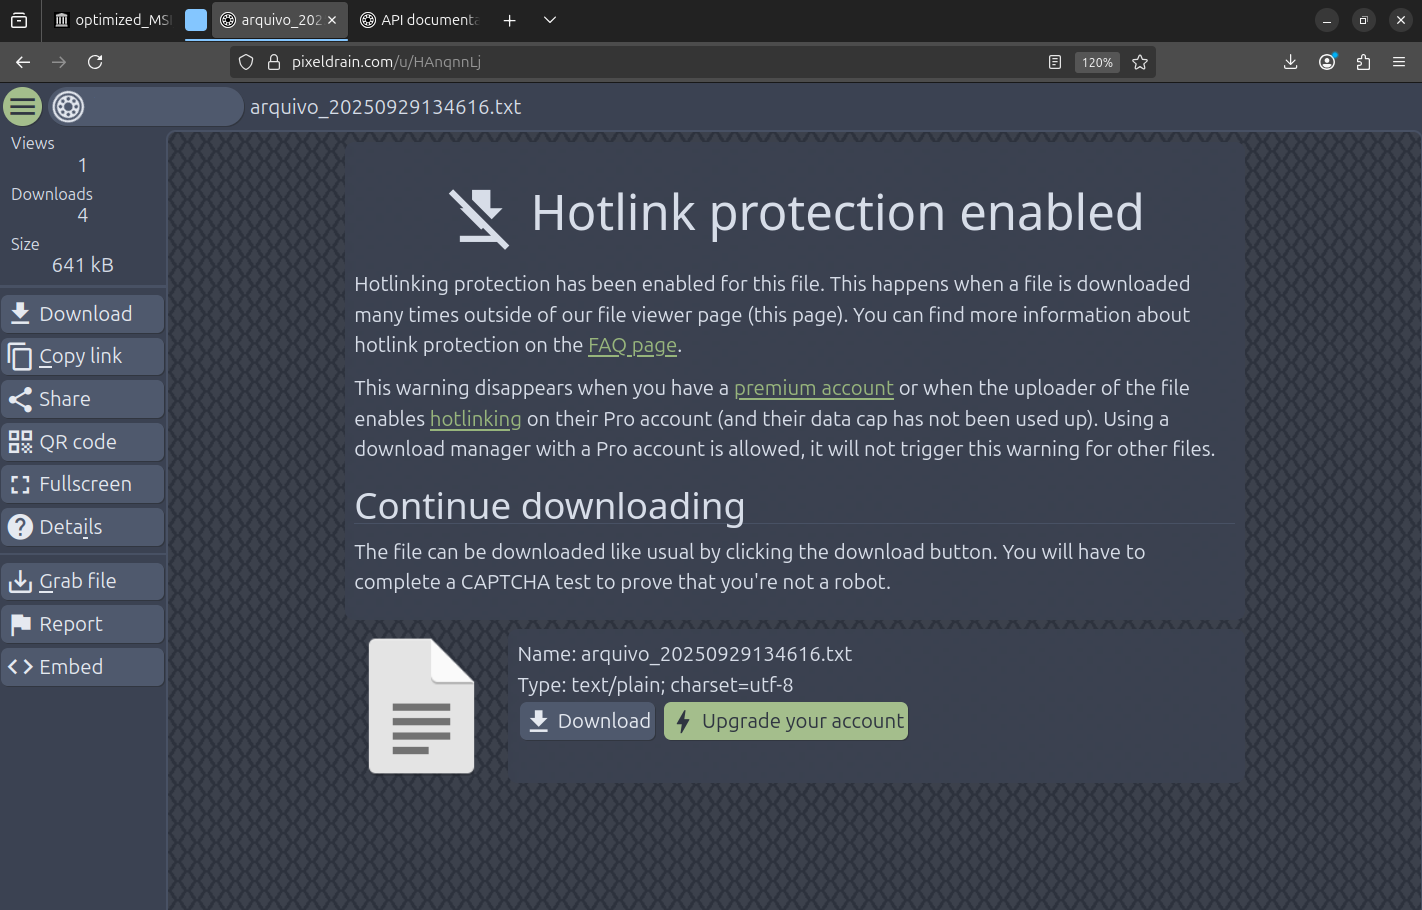 optimized_MSI
arquivo_202
API documenta
pixeldrain.com/u/HAnqnnLj
120%
arquivo_20250929134616.txt
Views
1
Downloads
4
Size
641 kB
Download
Copy link
Share
QR code
Fullscreen
Details
Grab file
Report
Embed
Hotlink protection enabled
Hotlinking protection has been enabled for this file. This happens when a file is downloaded
many times outside of our file viewer page (this page). You can find more information about
hotlink protection on the FAQ page.
This warning disappears when you have a premium account or when the uploader of the file
enables hotlinking on their Pro account (and their data cap has not been used up). Using a
download manager with a Pro account is allowed, it will not trigger this warning for other files.
Continue downloading
The file can be downloaded like usual by clicking the download button. You will have to
complete a CAPTCHA test to prove that you're not a robot.
Name: arquivo_20250929134616.txt
Type: text/plain; charset=utf-8
Download
Upgrade your account